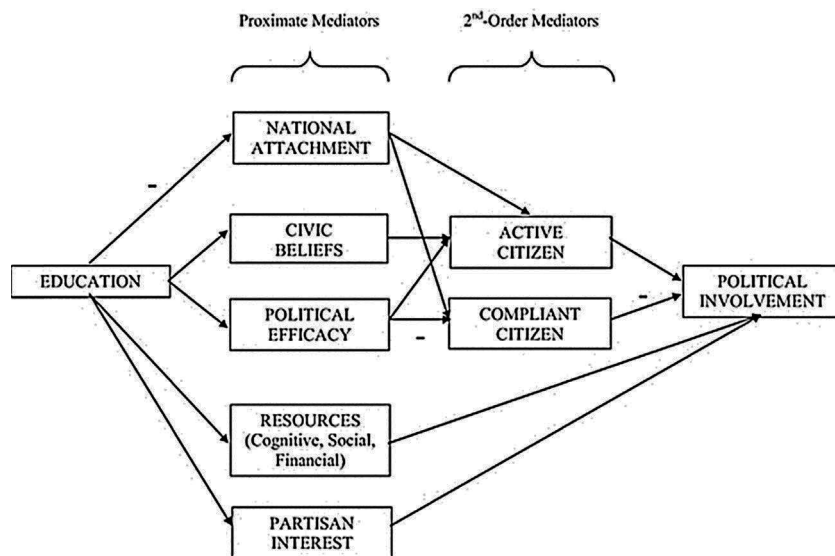 Proximate Mediators
2nd-Order Mediators
NATIONAL
ATTACHMENT
-
CIVIC
BELIEFS
ACTIVE
CITIZEN
EDUCATION
POLITICAL
INVOLVEMENT
POLITICAL
EFFICACY
-
COMPLIANT
CITIZEN
-
RESOURCES
(Cognitive, Social,
Financial)
PARTISAN
INTEREST